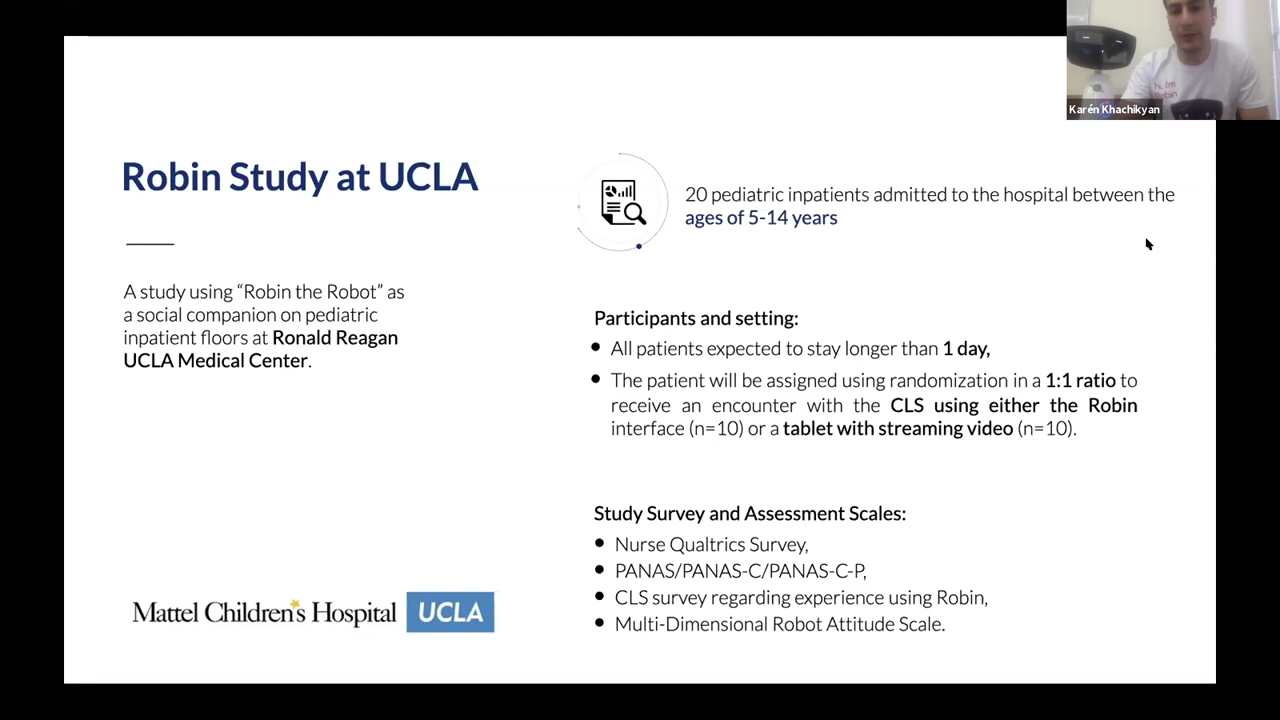 Karén Khachikyan
hi, i'm
Robin
Robin Study at UCLA
A study using “Robin the Robot” as
a social companion on pediatric
inpatient floors at Ronald Reagan
UCLA Medical Center.
Mattel Children's Hospital
UCLA
20 pediatric inpatients admitted to the hospital between the
ages of 5-14 years
Participants and setting:
• All patients expected to stay longer than 1 day,
• The patient will be assigned using randomization in a 1:1 ratio to
receive an encounter with the CLS using either the Robin
interface (n=10) or a tablet with streaming video (n=10).
Study Survey and Assessment Scales:
• Nurse Qualtrics Survey,
• PANAS/PANAS-C/PANAS-C-P,
• CLS survey regarding experience using Robin,
• Multi-Dimensional Robot Attitude Scale.